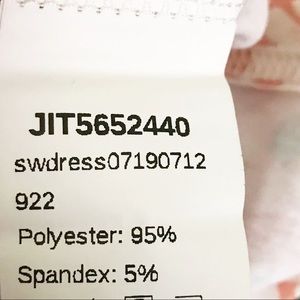 JIT5652440
swdress07190712
922
Polyester: 95%
Spandex: 5%